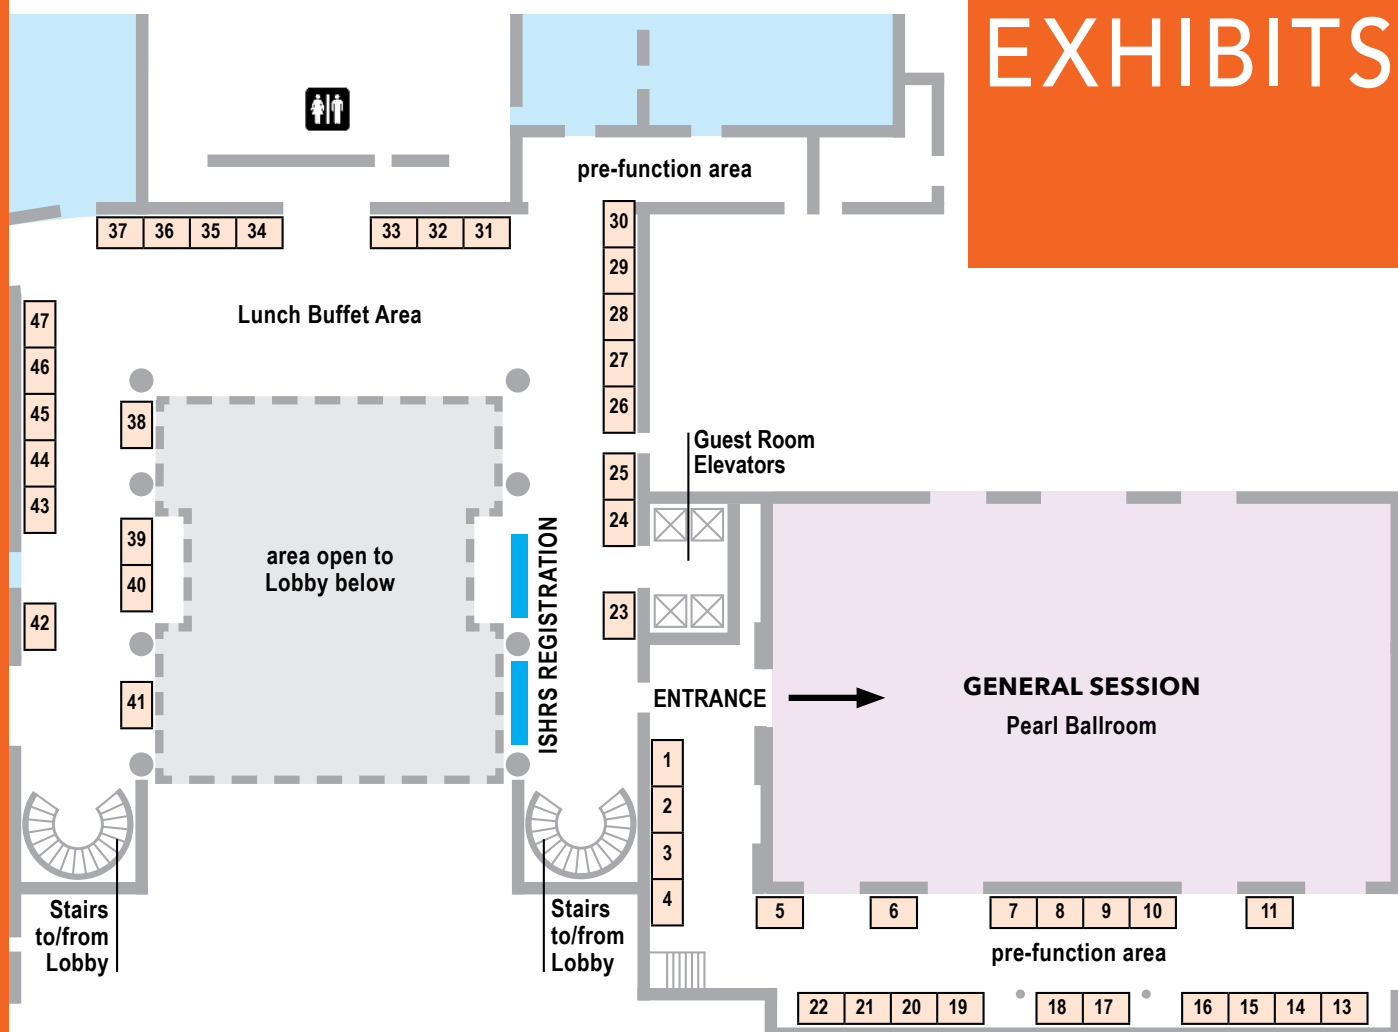 EXHIBITS
pre-function area
37 36 35 34
33 32 31
30
29
28
27
26
25
24
23
Lunch Buffet Area
47
46
45
44
43
42
38
39
40
41
area open to
Lobby below
ISHRS REGISTRATION
Guest Room
Elevators
ENTRANCE
GENERAL SESSION
Pearl Ballroom
1
2
3
4
Stairs
to/from
Lobby
Stairs
to/from
Lobby
5 6 7 8 9 10 11
pre-function area
22 21 20 19 18 17 16 15 14 13